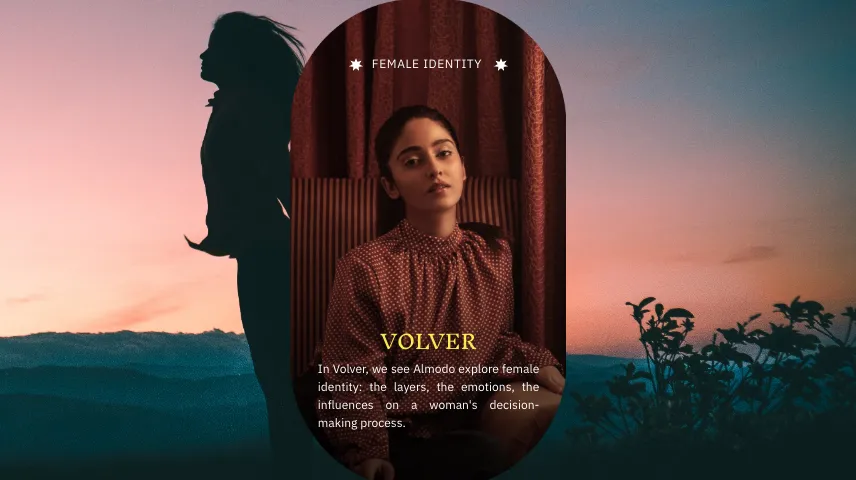 FEMALE IDENTITY
VOLVER
In Volver, we see Almodo explore female
identity: the layers, the emotions, the
influences on a woman's decision-
making process.